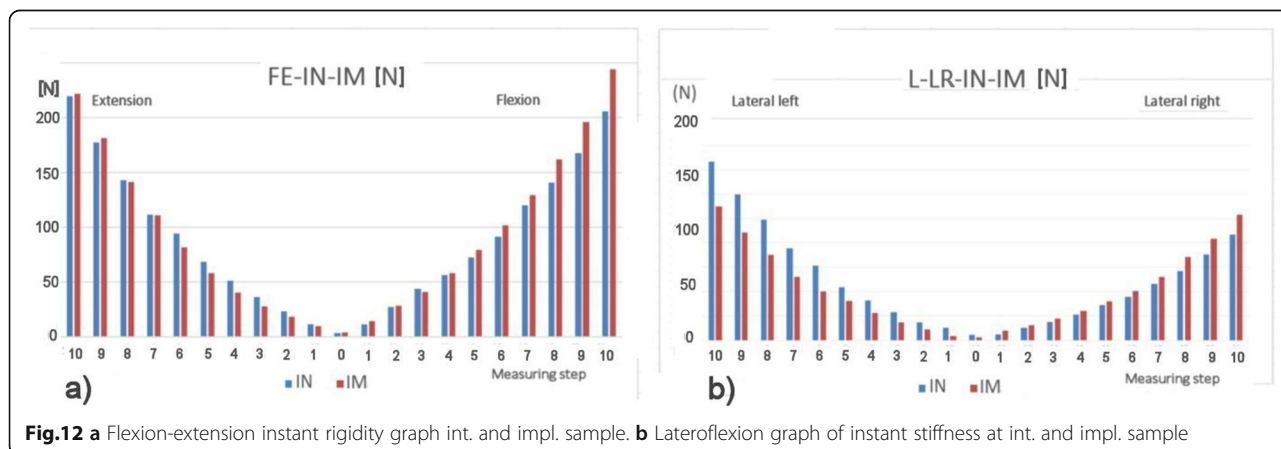 FE-IN-IM [N]
[N]
Extension
Flexion
200
150
100
50
0
10 9 8 7 6 5 4 3 2 1 0 1 2 3 4 5 6 7 8 9 10
Measuring step
IN IM
a)
L-LR-IN-IM [N]
(N)
Lateral left
Lateral right
200
150
100
50
0
10 9 8 7 6 5 4 3 2 1 0 1 2 3 4 5 6 7 8 9 10
Measuring step
IN IM
b)
Fig.12 a Flexion-extension instant rigidity graph int. and impl. sample. b Lateroflexion graph of instant stiffness at int. and impl. sample